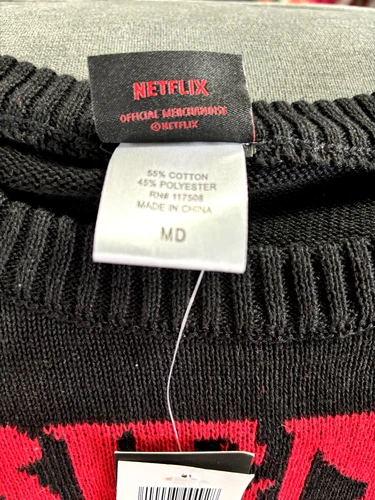 NETFLIX
OFFICIAL MERCHANDISE
©NETFLIX
55% COTTON
45% POLYESTER
RN# 117508
MADE IN CHINA
MD